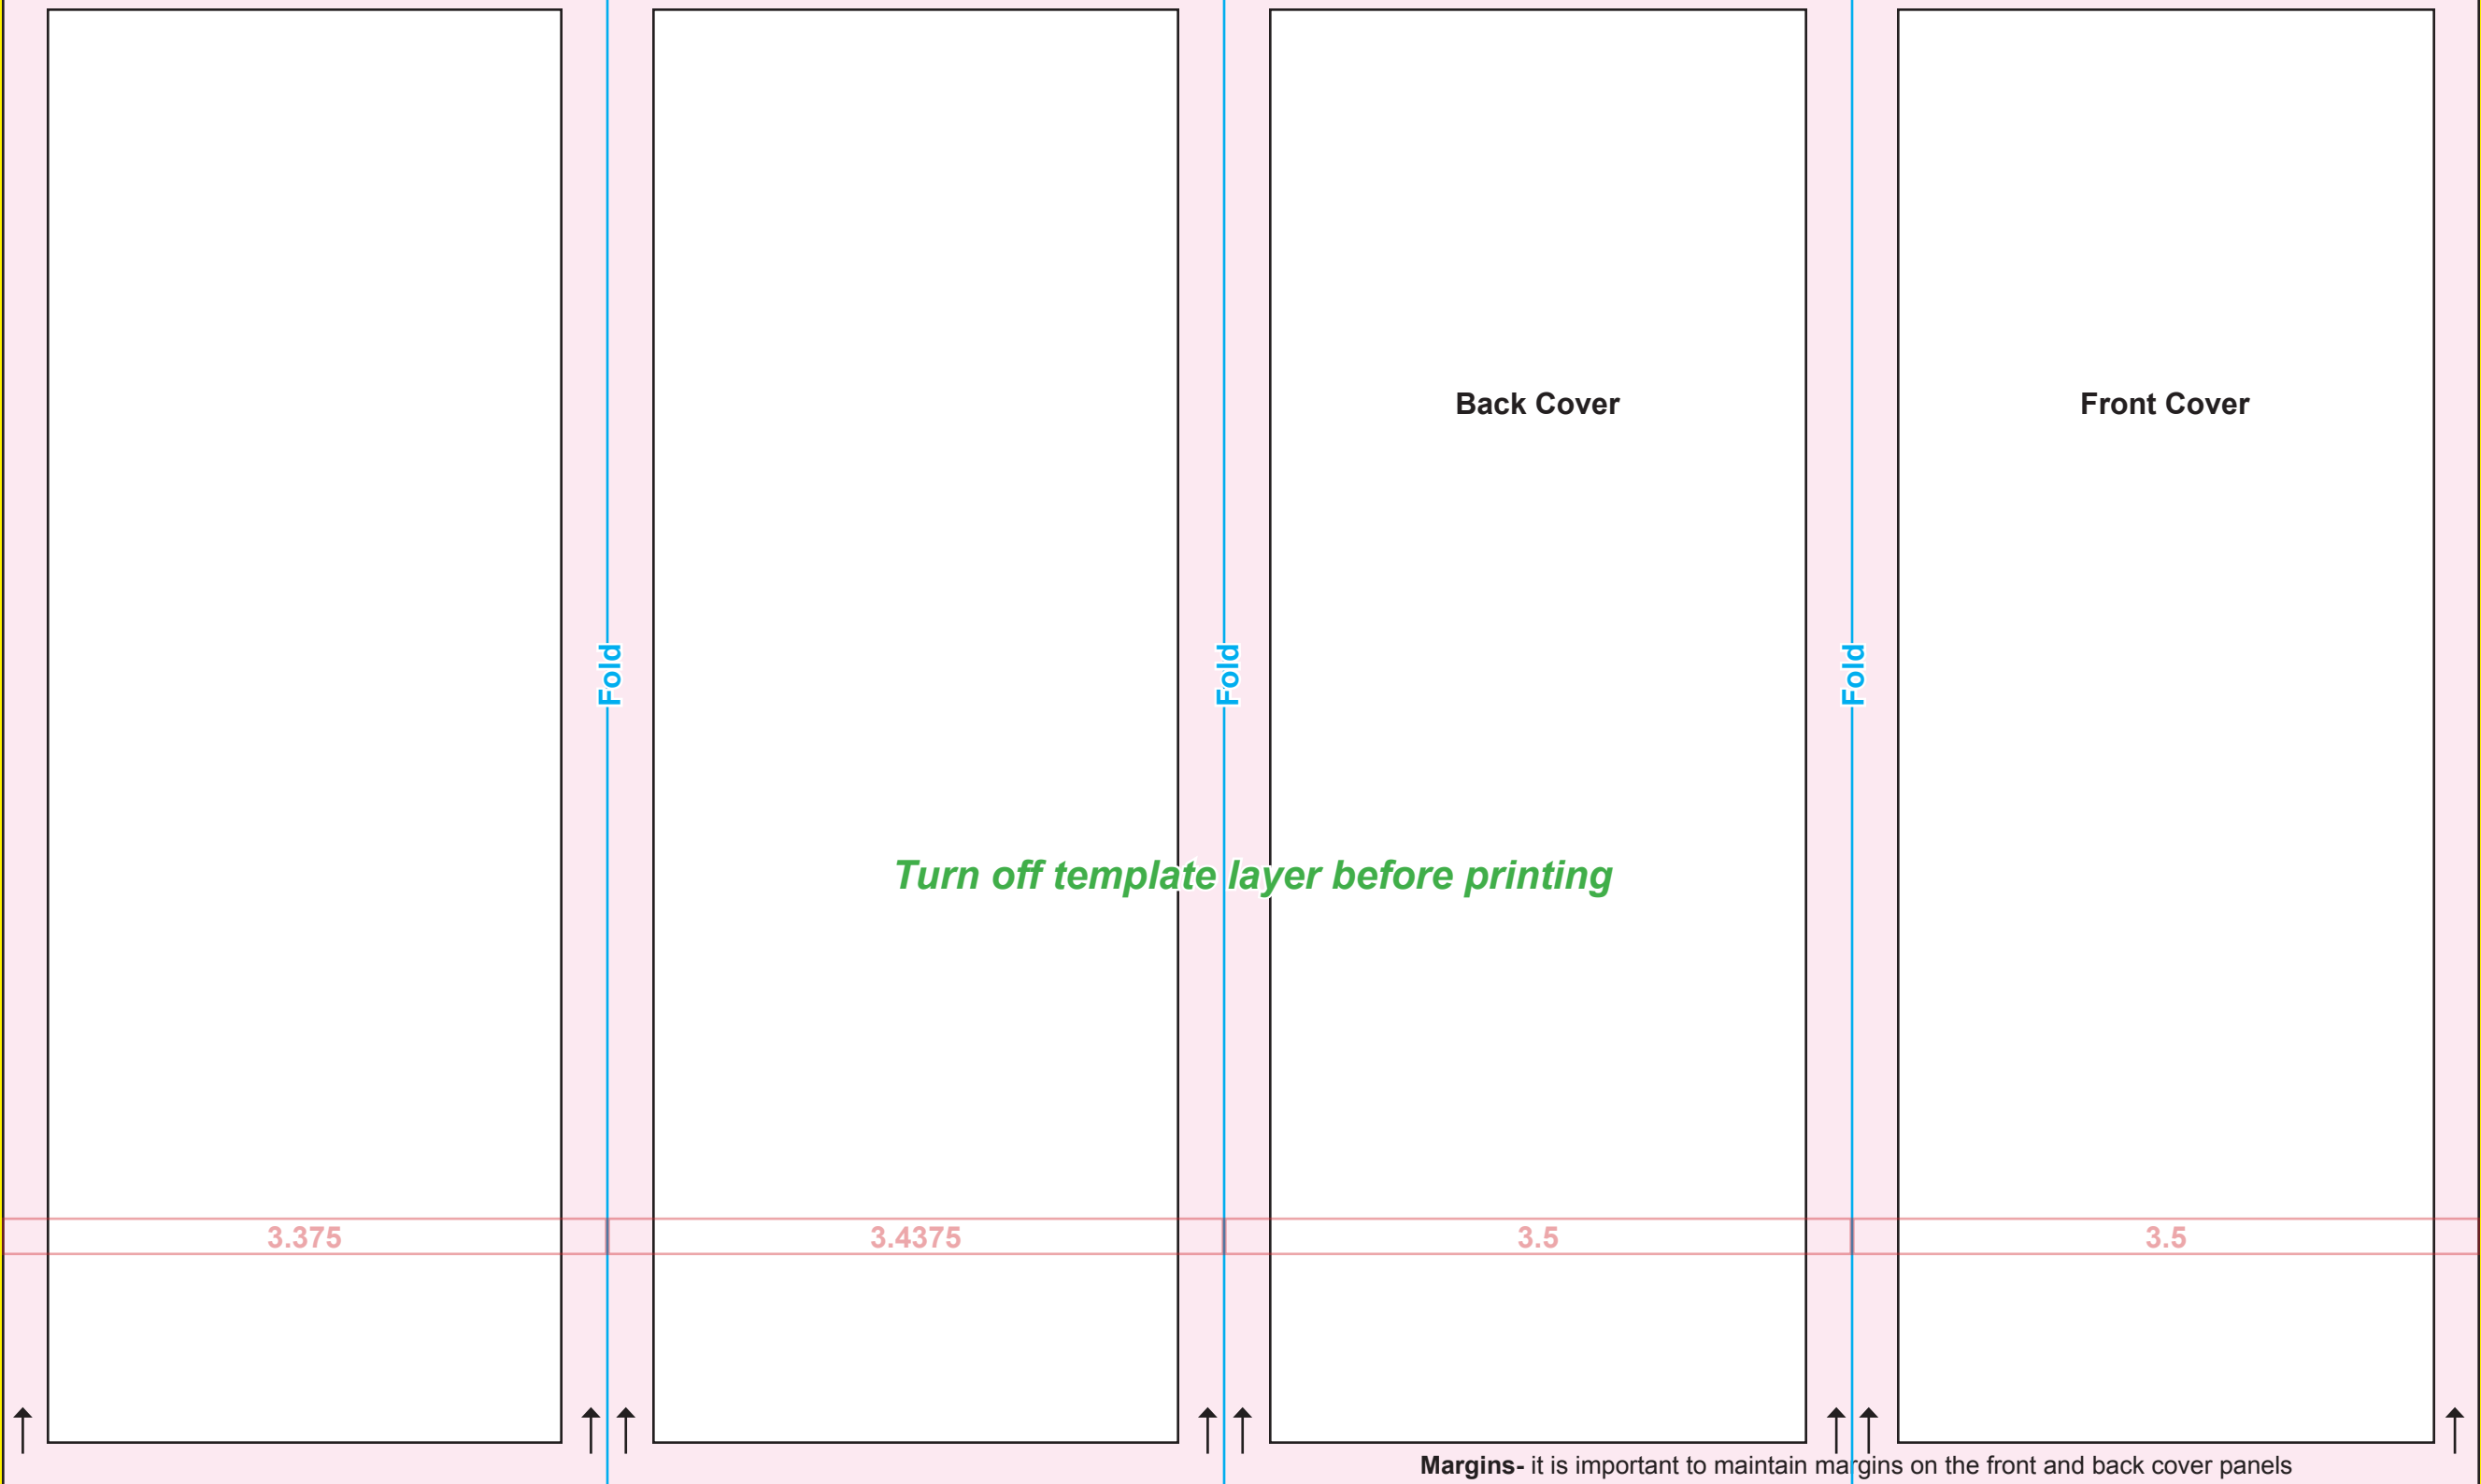 Back Cover
Front Cover
Fold
Fold
Fold
Turn off template layer before printing
3.375
3.4375
3.5
3.5
Margins- it is important to maintain margins on the front and back cover panels